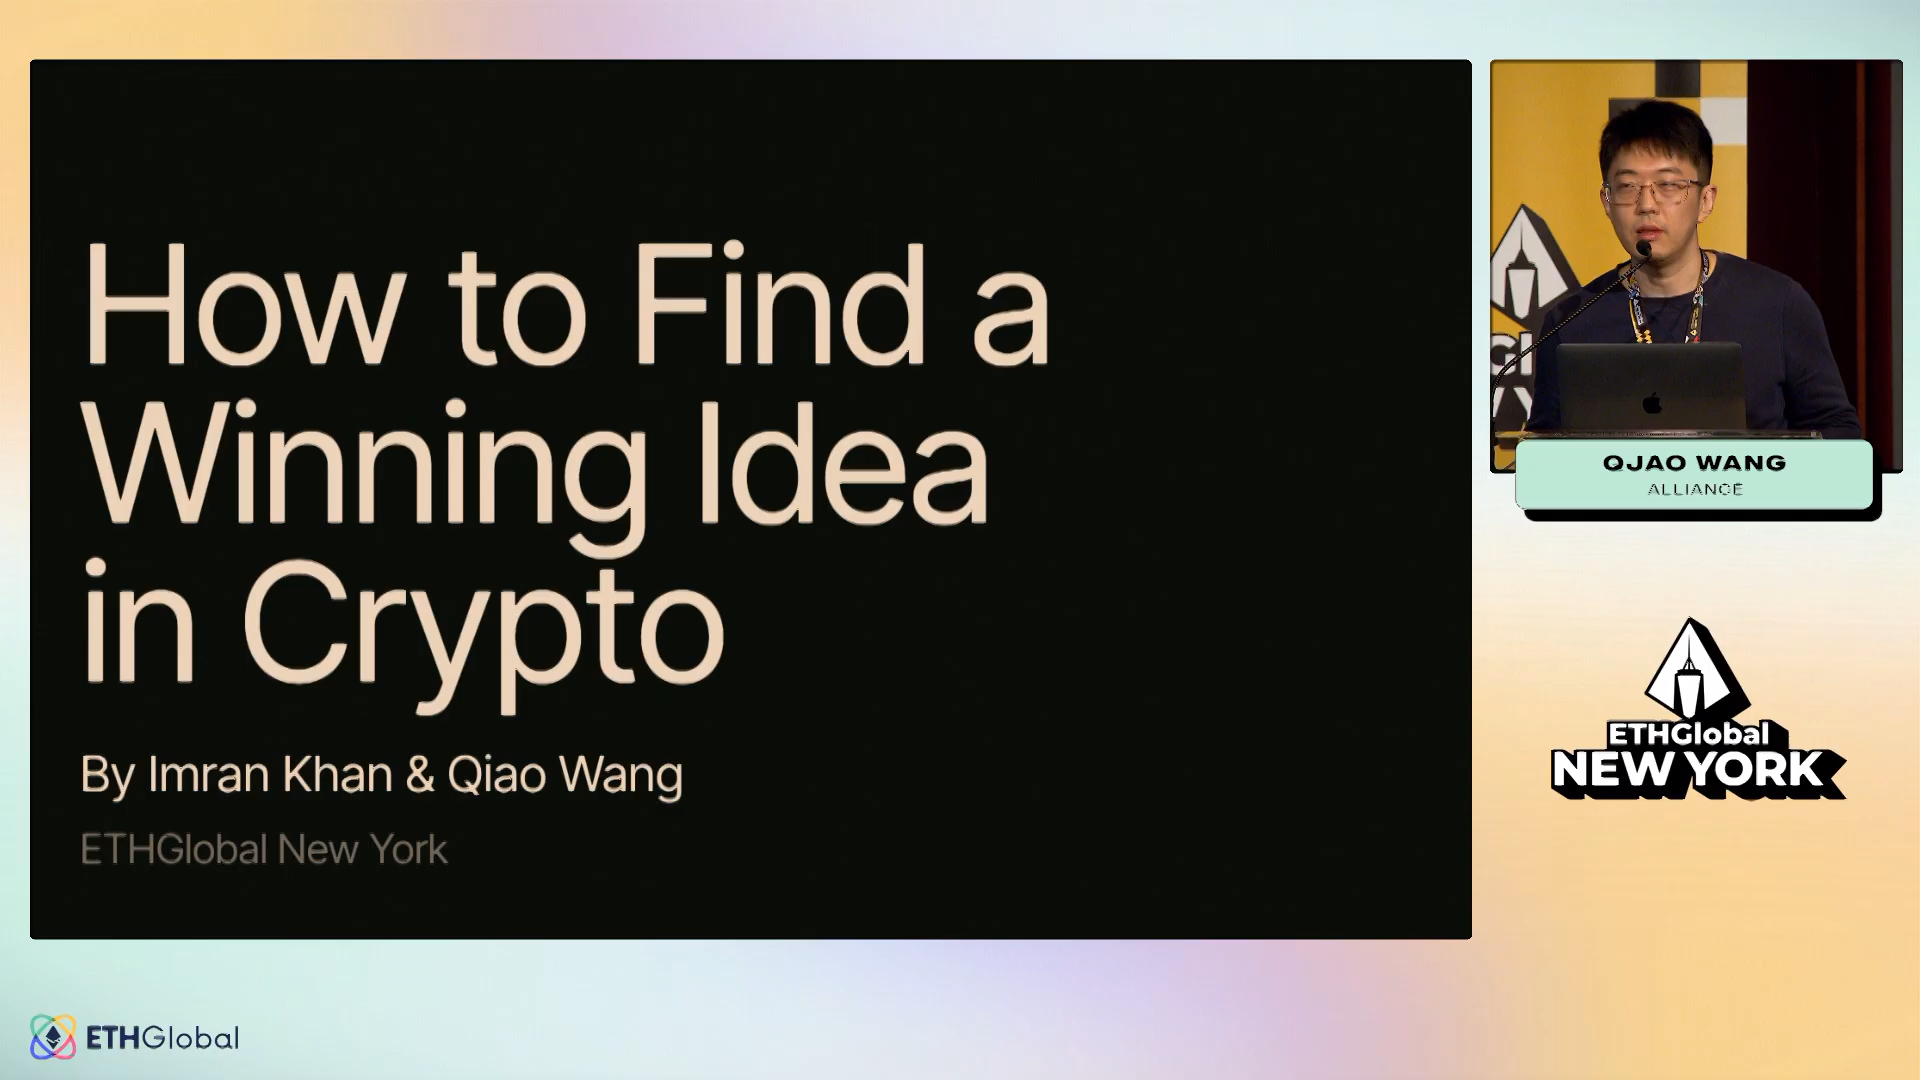 How to Find a
Winning Idea
in Crypto
By Imran Khan & Qiao Wang
ETHGlobal New York
QJAO WANG
ALLIANCE
ETHGlobal
NEW YORK
ETHGlobal